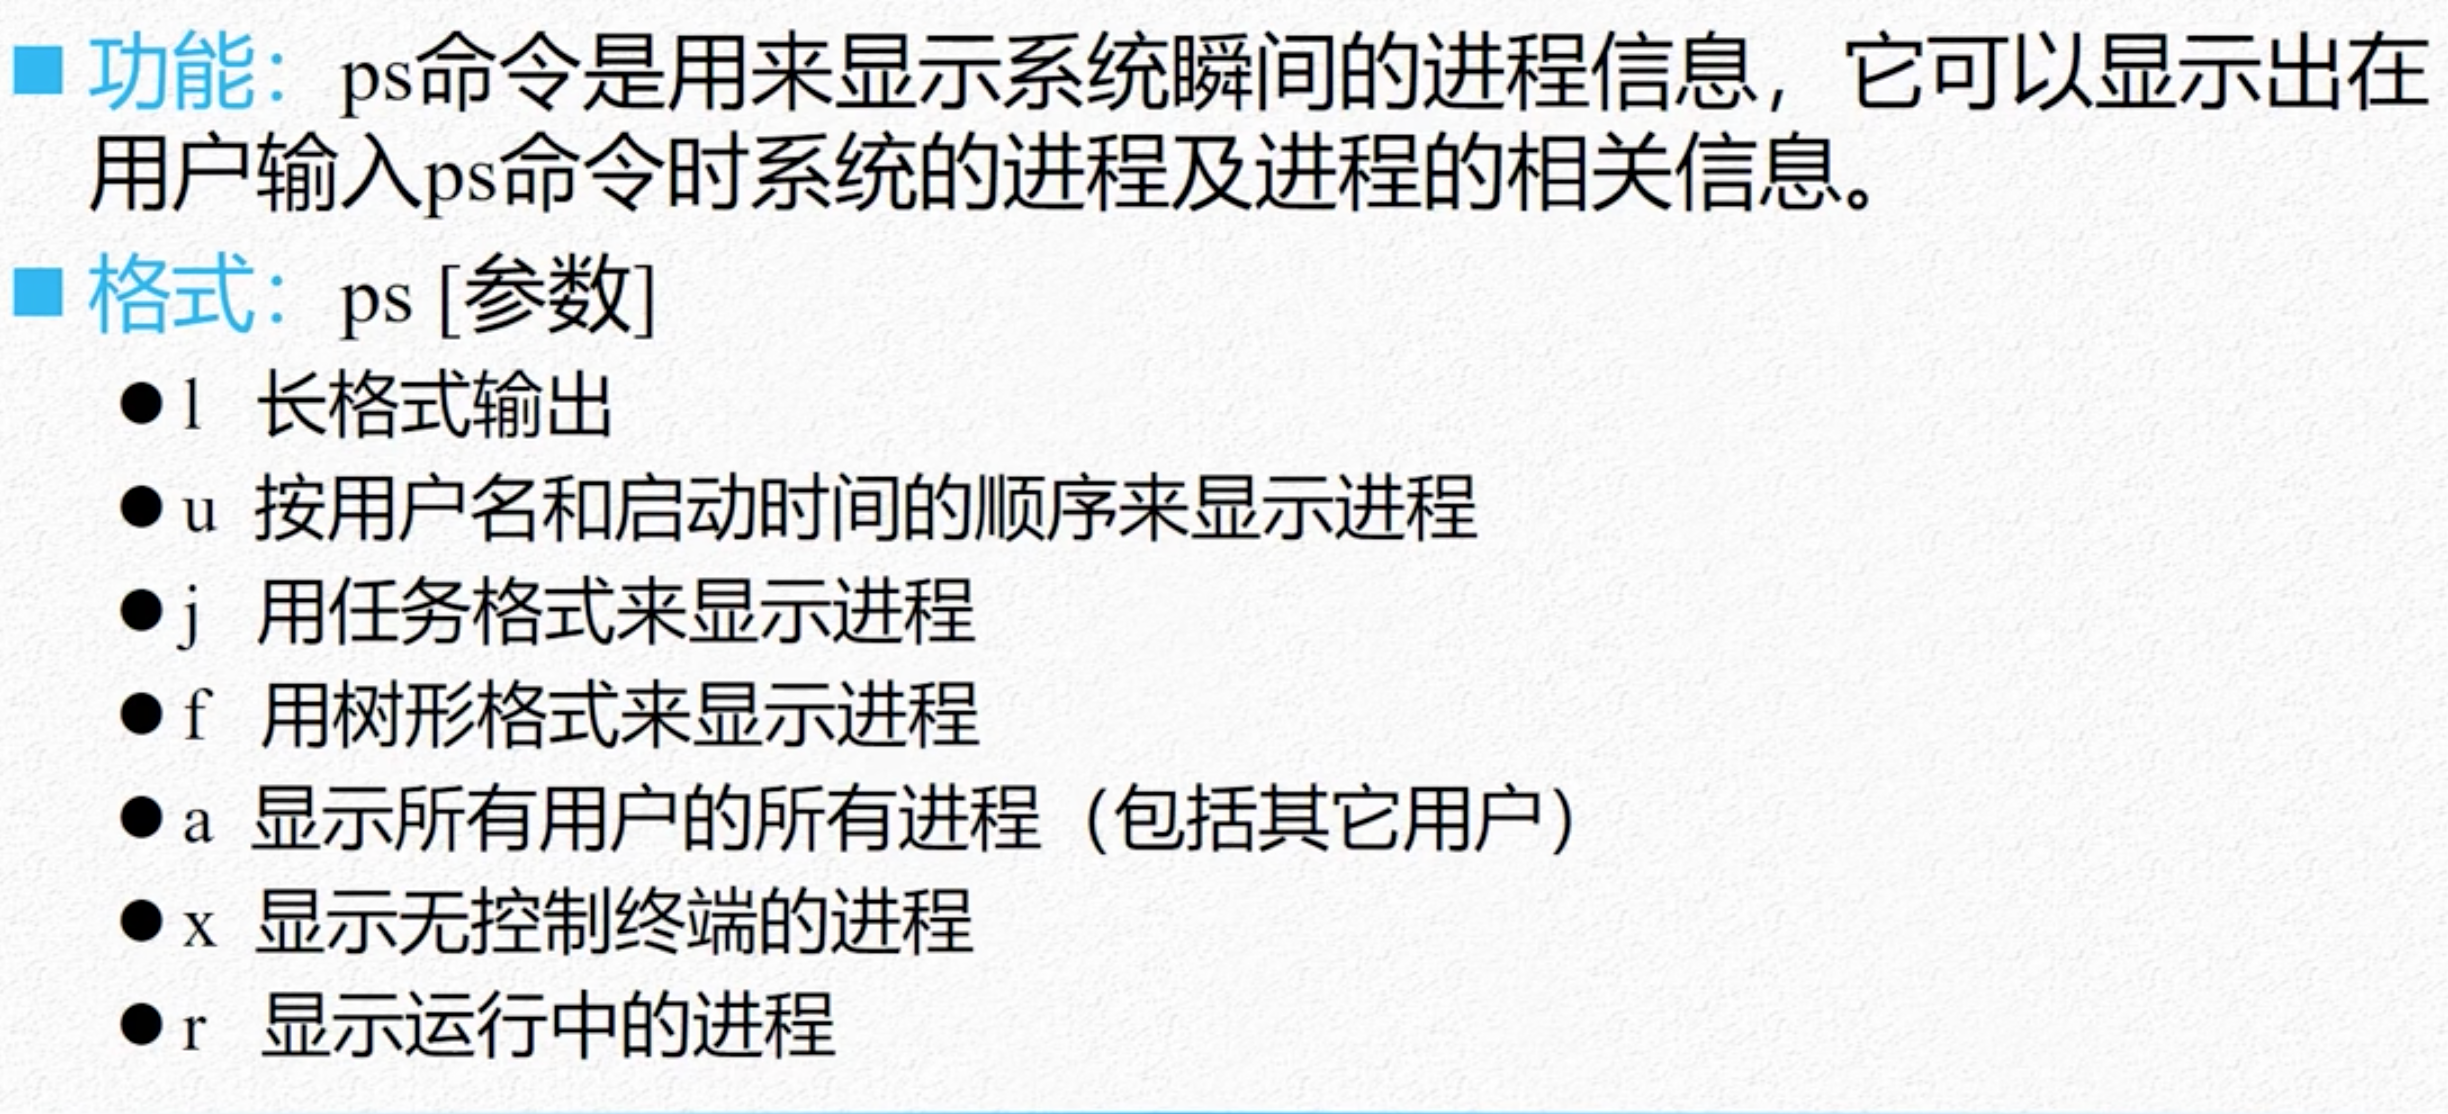 功能：ps命令是用来显示系统瞬间的进程信息，它可以显示出在
用户输入ps命令时系统的进程及进程的相关信息。
格式：ps [参数]
l 长格式输出
u 按用户名和启动时间的顺序来显示进程
j 用任务格式来显示进程
f 用树形格式来显示进程
a 显示所有用户的所有进程（包括其它用户）
x 显示无控制终端的进程
r 显示运行中的进程